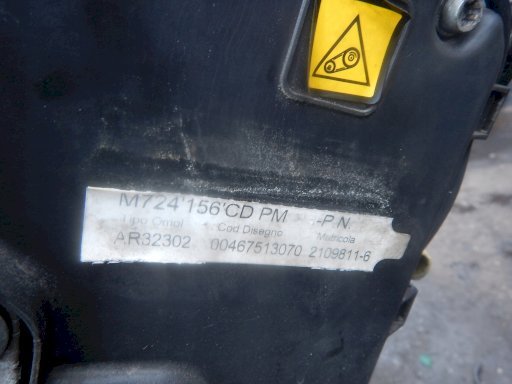 M724'156'CD PM -P N.
Tipo Omol Cod Disegno Matricola
AR32302 00467513070 2109811-6